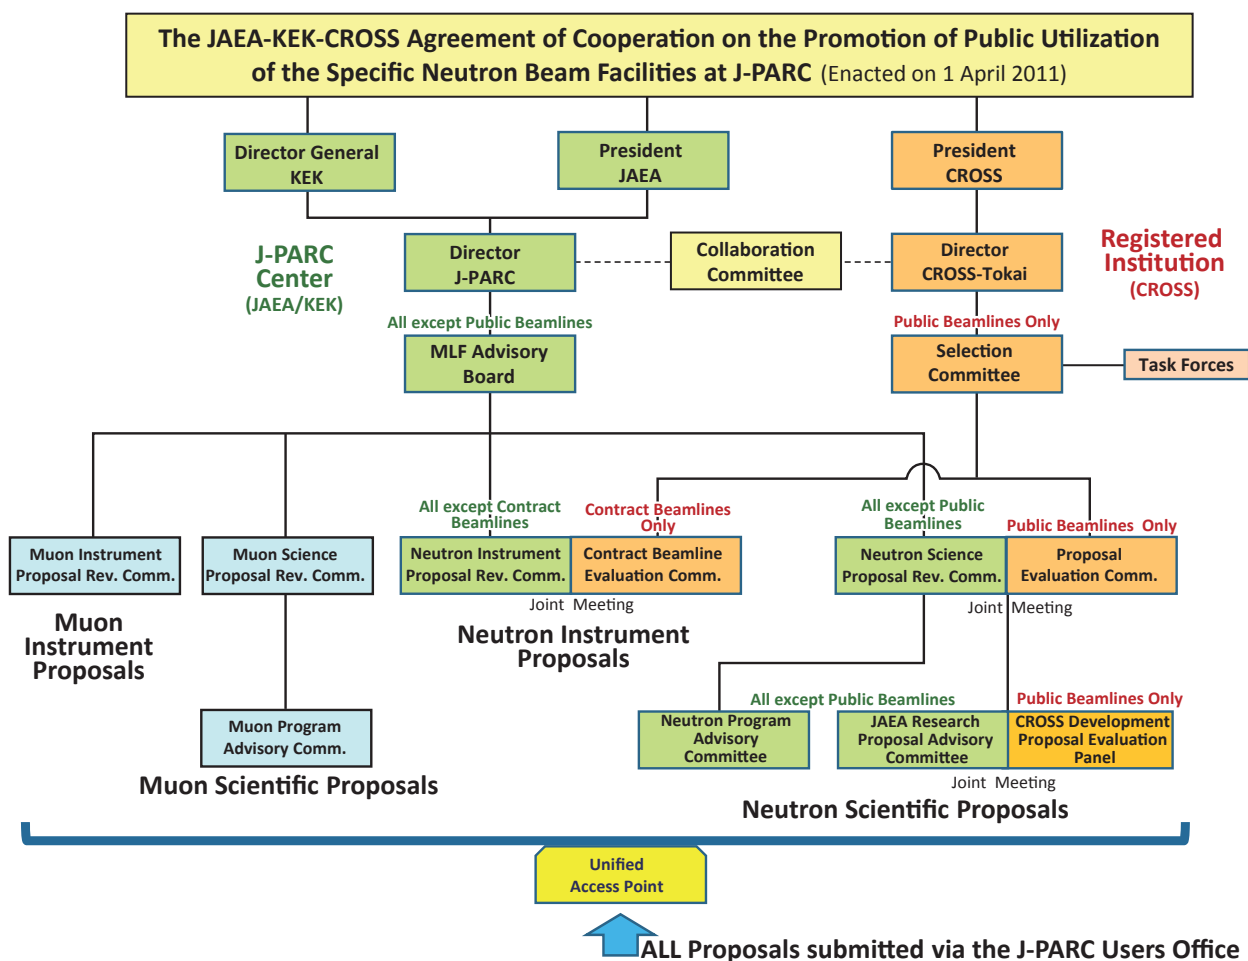 The JAEA-KEK-CROSS Agreement of Cooperation on the Promotion of Public Utilization
of the Specific Neutron Beam Facilities at J-PARC (Enacted on 1 April 2011)
Director General
KEK
President
JAEA
President
CROSS
J-PARC
Center
(JAEA/KEK)
Director
J-PARC
Collaboration
Committee
Director
CROSS-Tokai
Registered
Institution
(CROSS)
All except Public Beamlines
Public Beamlines Only
MLF Advisory
Board
Selection
Committee
Task Forces
All except Contract
Beamlines
Contract Beamlines
Only
All except Public
Beamlines
Public Beamlines Only
Muon Instrument
Proposal Rev. Comm.
Muon Science
Proposal Rev. Comm.
Neutron Instrument
Proposal Rev. Comm.
Contract Beamline
Evaluation Comm.
Neutron Science
Proposal Rev. Comm.
Proposal
Evaluation Comm.
Joint Meeting
Joint Meeting
Muon
Instrument
Proposals
Neutron Instrument
Proposals
All except Public Beamlines
Public Beamlines Only
Muon Program
Advisory Comm.
Neutron Program
Advisory
Committee
JAEA Research
Proposal Advisory
Committee
CROSS Development
Proposal Evaluation
Panel
Joint Meeting
Muon Scientific Proposals
Neutron Scientific Proposals
Unified
Access Point
ALL Proposals submitted via the J-PARC Users Office